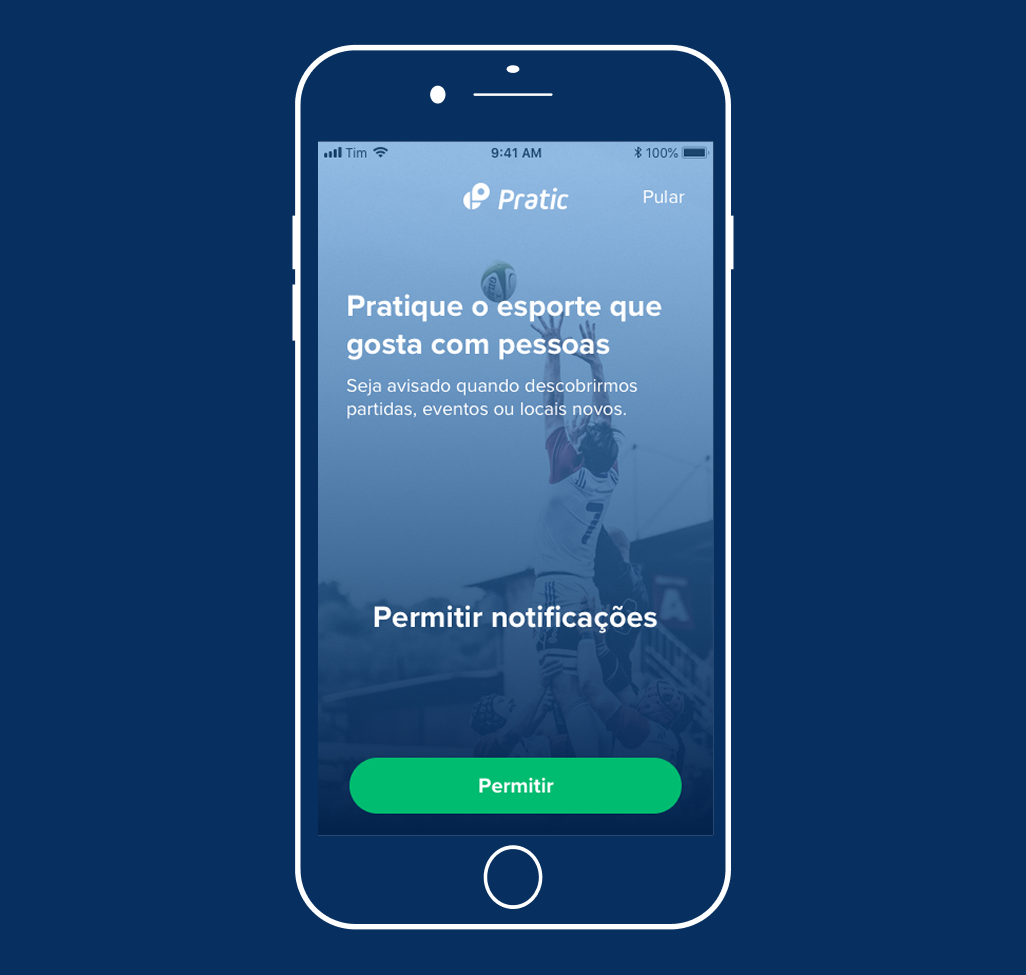 Tim 9:41 AM 100%
Pratic Pular
Pratique o esporte que
gosta com pessoas
Seja avisado quando descobrirmos
partidas, eventos ou locais novos.
7
A
Permitir notificações
Permitir